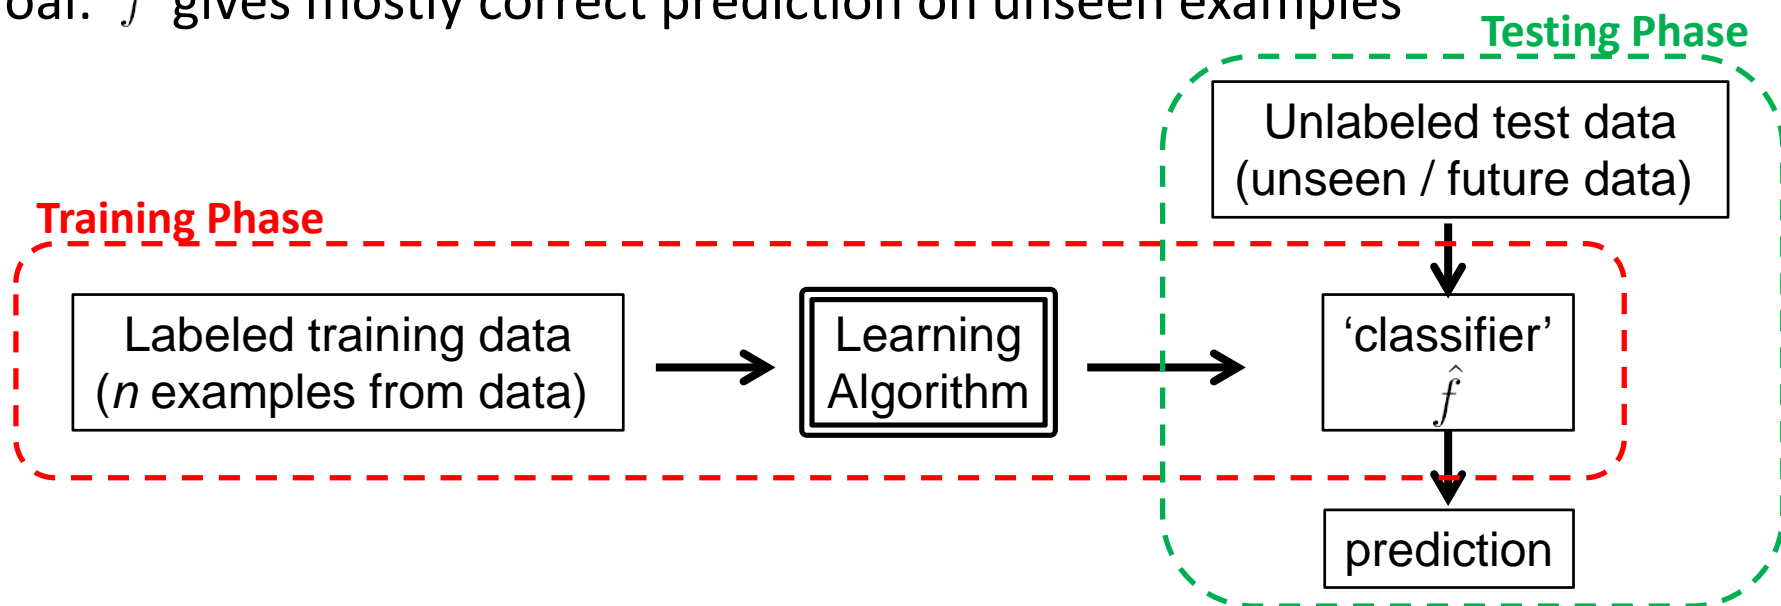 oal: f̂ gives mostly correct prediction on unseen examples
Testing Phase
Unlabeled test data
(unseen / future data)
Training Phase
Labeled training data
(n examples from data)
Learning
Algorithm
‘classifier’
f̂
prediction